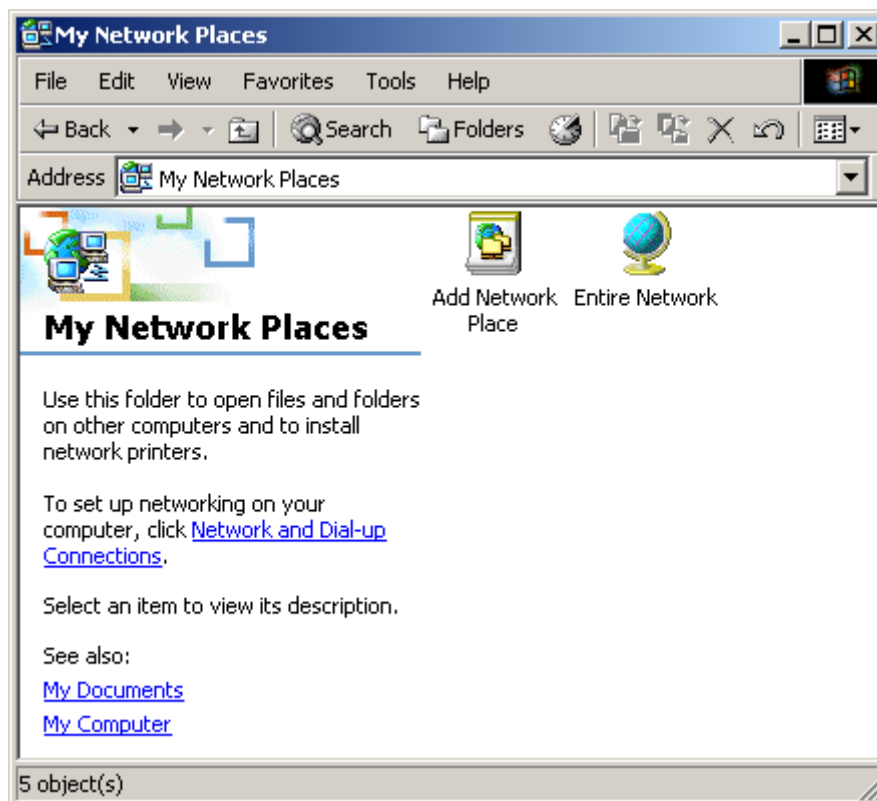 My Network Places
File Edit View Favorites Tools Help
Back Search Folders
Address My Network Places
Add Network Place
Entire Network
My Network Places
Use this folder to open files and folders
on other computers and to install
network printers.
To set up networking on your
computer, click Network and Dial-up
Connections.
Select an item to view its description.
See also:
My Documents
My Computer
5 object(s)